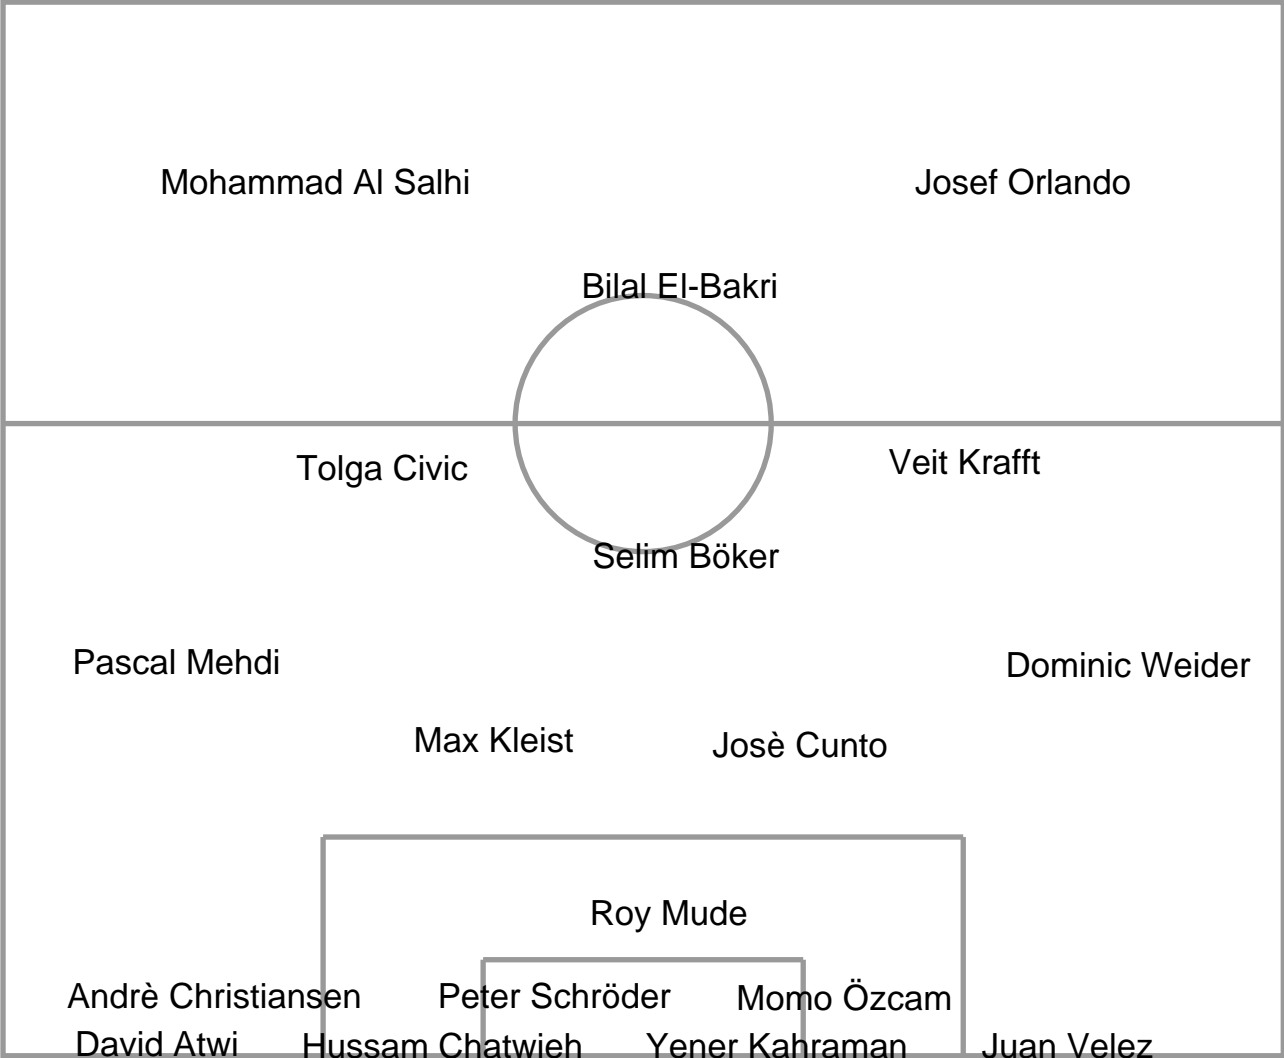 Mohammad Al Salhi
Josef Orlando
Bilal El-Bakri
Tolga Civic
Veit Krafft
Selim Böker
Pascal Mehdi
Dominic Weider
Max Kleist
Josè Cunto
Roy Mude
Andrè Christiansen
Peter Schröder
Momo Özcam
David Atwi
Hussam Chatwieh
Yener Kahraman
Juan Velez